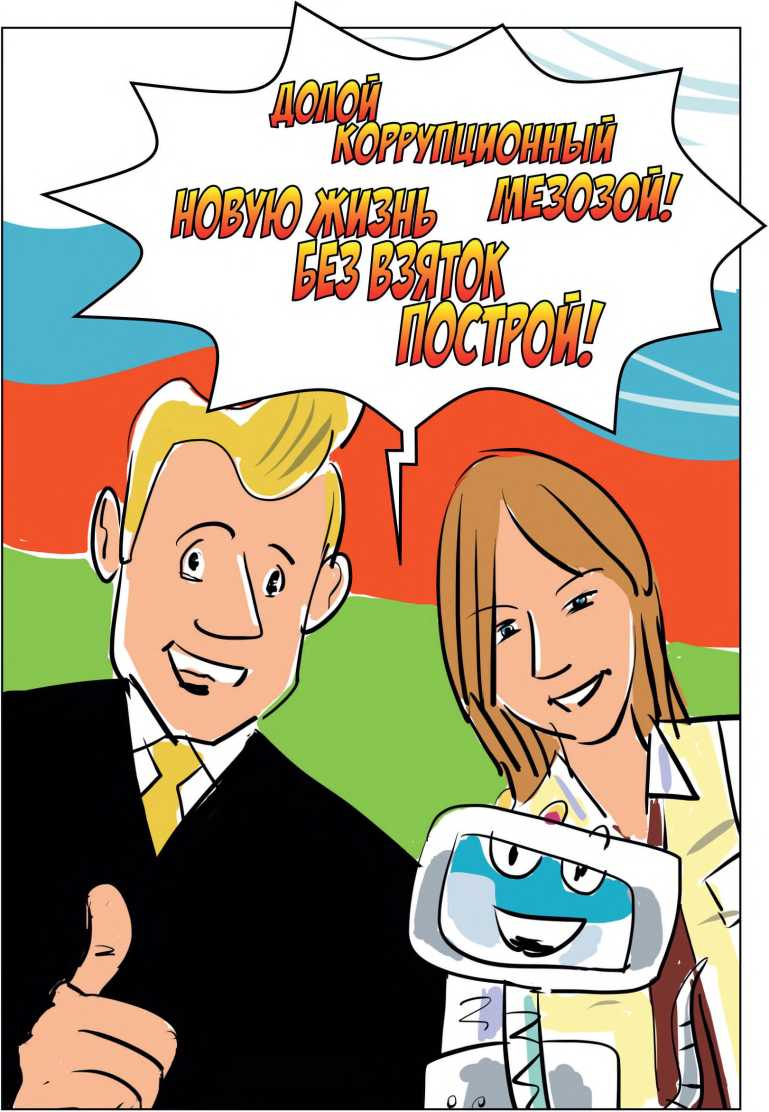 ДОЛОЙ
КОРРУПЦИОННЫЙ
МЕЗОЗОЙ!
НОВУЮ ЖИЗНЬ
БЕЗ ВЗЯТОК
ПОСТРОЙ!